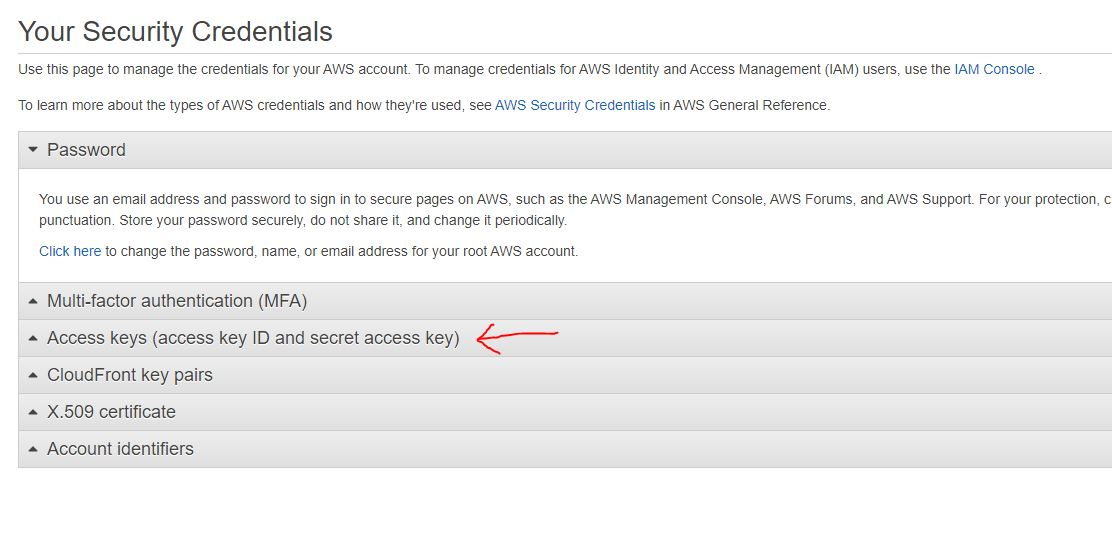 Your Security Credentials
Use this page to manage the credentials for your AWS account. To manage credentials for AWS Identity and Access Management (IAM) users, use the IAM Console .
To learn more about the types of AWS credentials and how they're used, see AWS Security Credentials in AWS General Reference.
Password
You use an email address and password to sign in to secure pages on AWS, such as the AWS Management Console, AWS Forums, and AWS Support. For your protection, c
punctuation. Store your password securely, do not share it, and change it periodically.
Click here to change the password, name, or email address for your root AWS account.
Multi-factor authentication (MFA)
Access keys (access key ID and secret access key)
CloudFront key pairs
X.509 certificate
Account identifiers